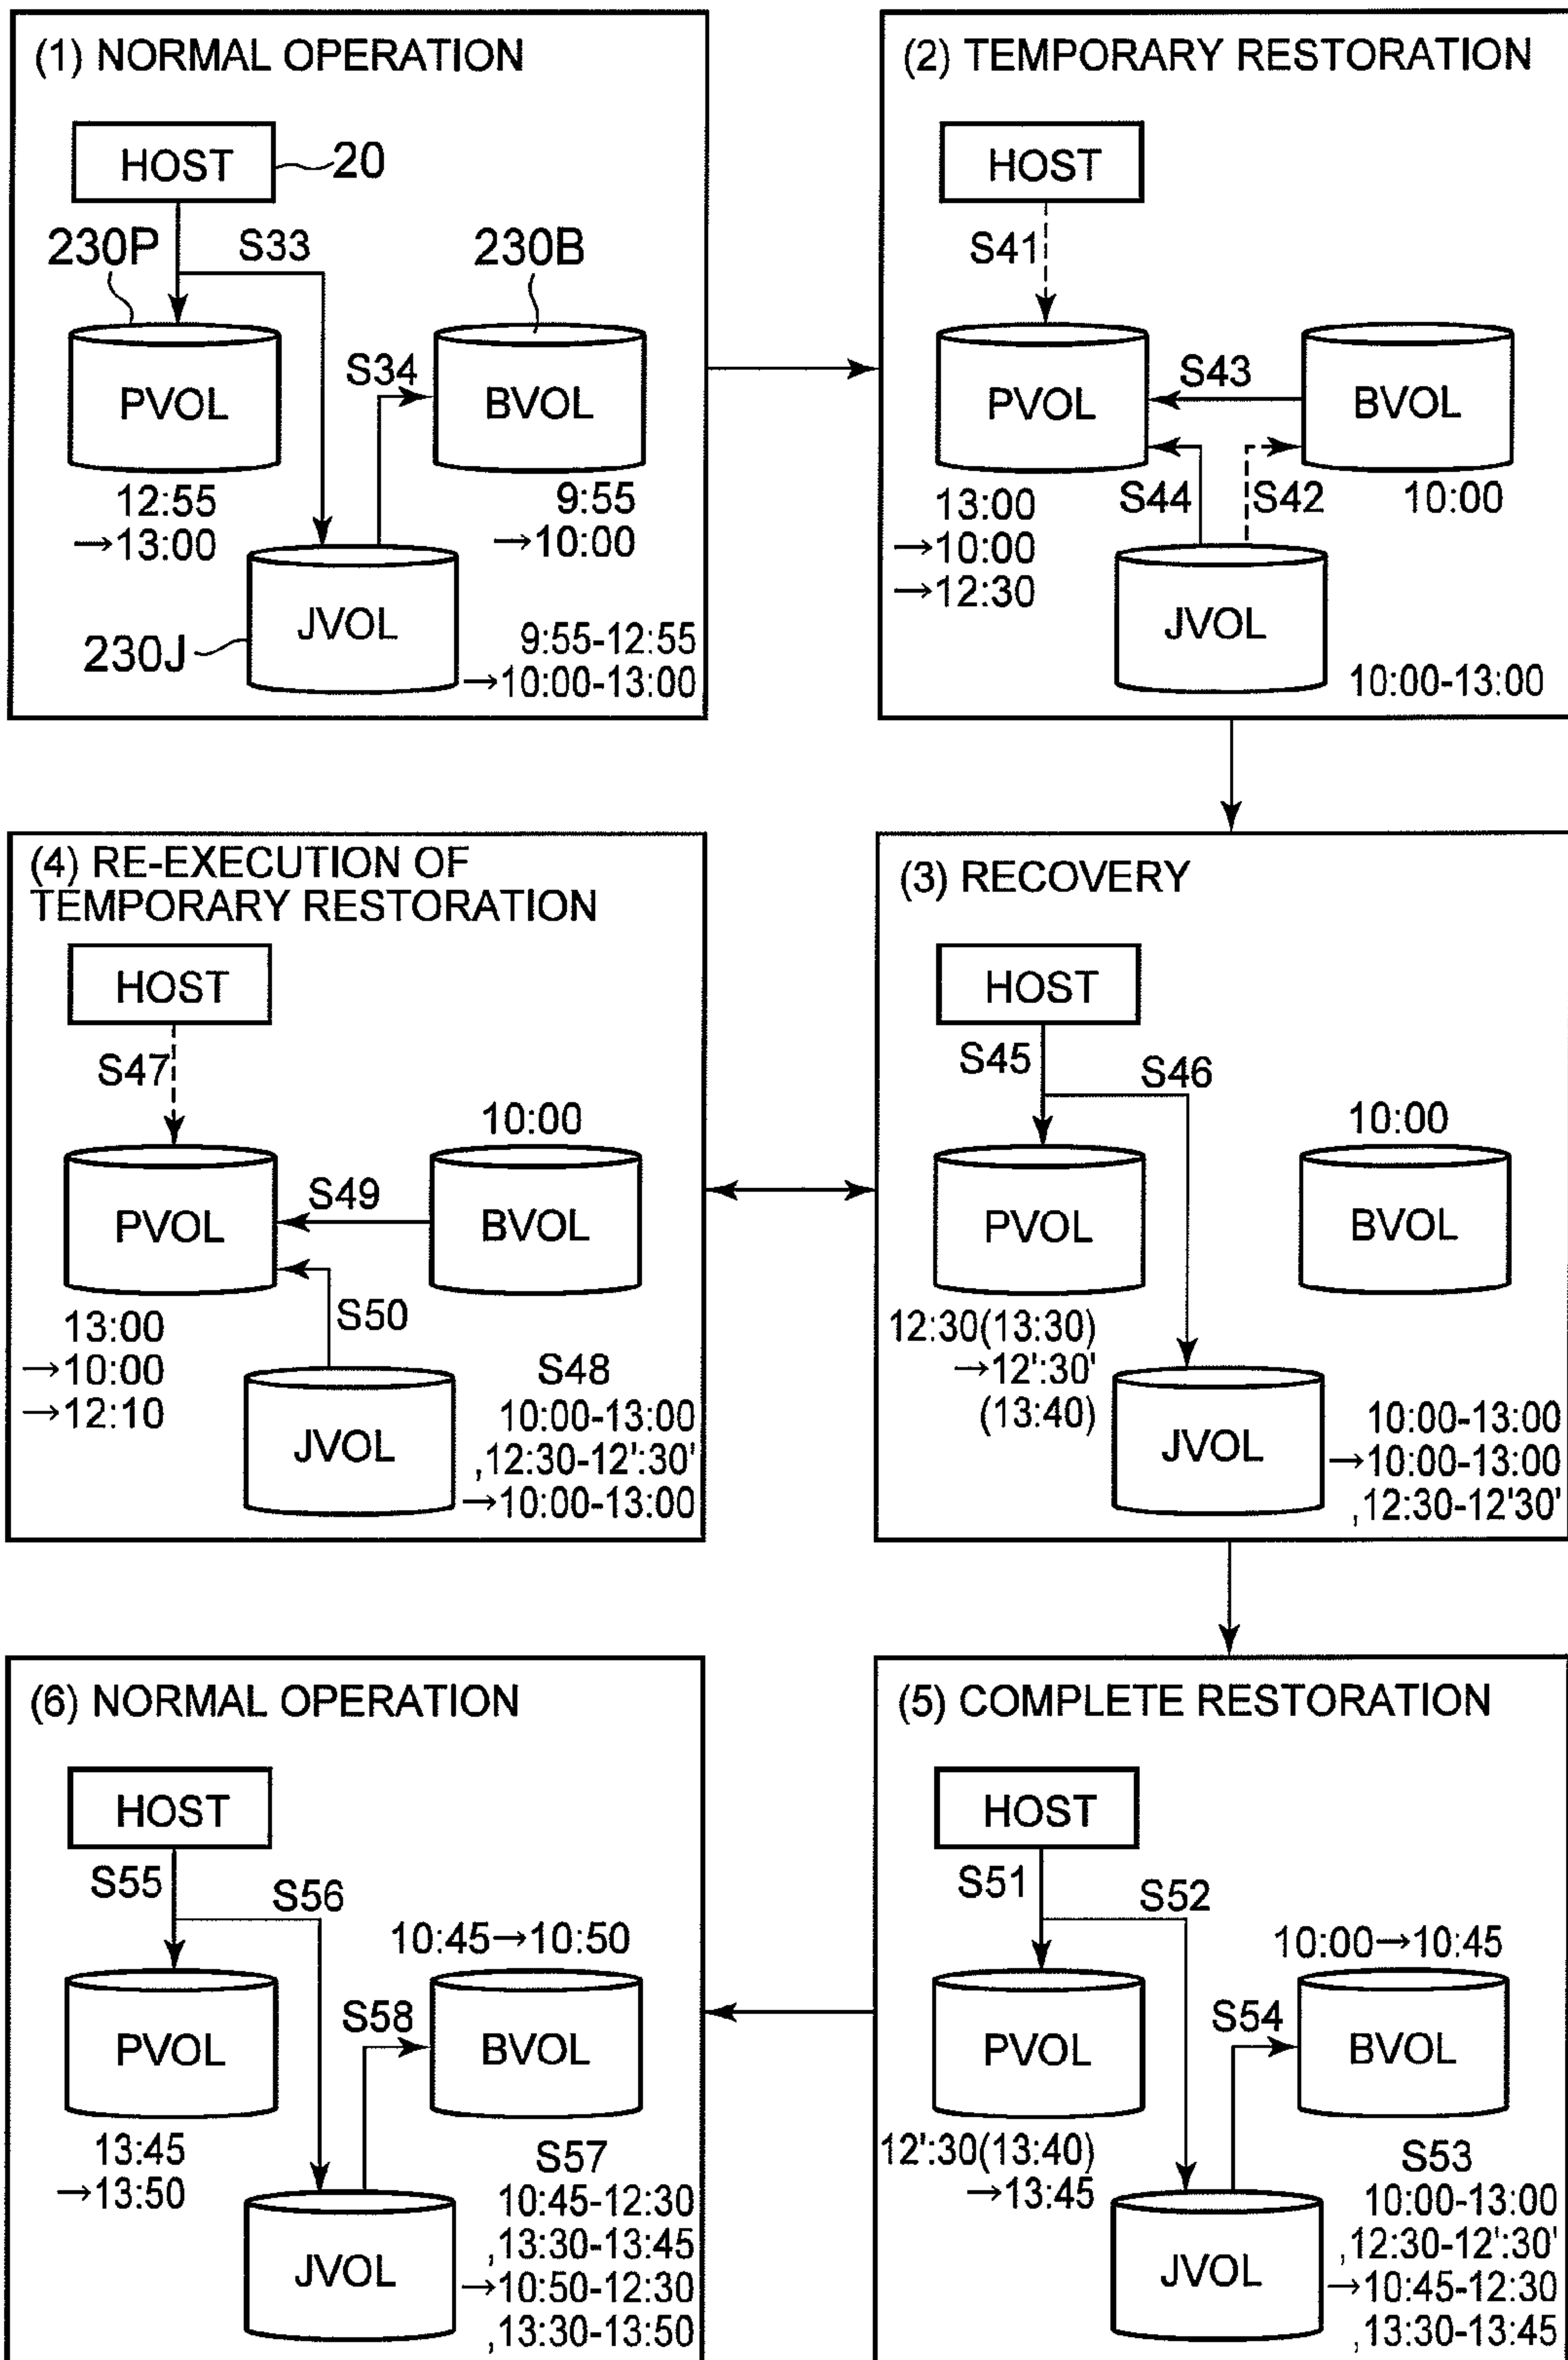 (1) NORMAL OPERATION
HOST
20
230P
S33
230B
PVOL
S34
BVOL
12:55
→13:00
9:55
→10:00
JVOL
230J
9:55-12:55
→10:00-13:00
(2) TEMPORARY RESTORATION
HOST
S41
PVOL
S43
BVOL
13:00
→10:00
→12:30
S44
S42
10:00
JVOL
10:00-13:00
(3) RECOVERY
HOST
S45
S46
10:00
PVOL
BVOL
12:30(13:30)
→12':30'
(13:40)
JVOL
10:00-13:00
→10:00-13:00
,12:30-12'30'
(4) RE-EXECUTION OF
TEMPORARY RESTORATION
HOST
S47
10:00
PVOL
S49
BVOL
13:00
→10:00
→12:10
S50
S48
JVOL
10:00-13:00
,12:30-12':30'
→10:00-13:00
(5) COMPLETE RESTORATION
HOST
S51
S52
10:00→10:45
PVOL
S54
BVOL
12':30(13:40)
→13:45
S53
JVOL
10:00-13:00
,12:30-12':30'
→10:45-12:30
,13:30-13:45
(6) NORMAL OPERATION
HOST
S55
S56
10:45→10:50
PVOL
S58
BVOL
13:45
→13:50
S57
JVOL
10:45-12:30
,13:30-13:45
→10:50-12:30
,13:30-13:50